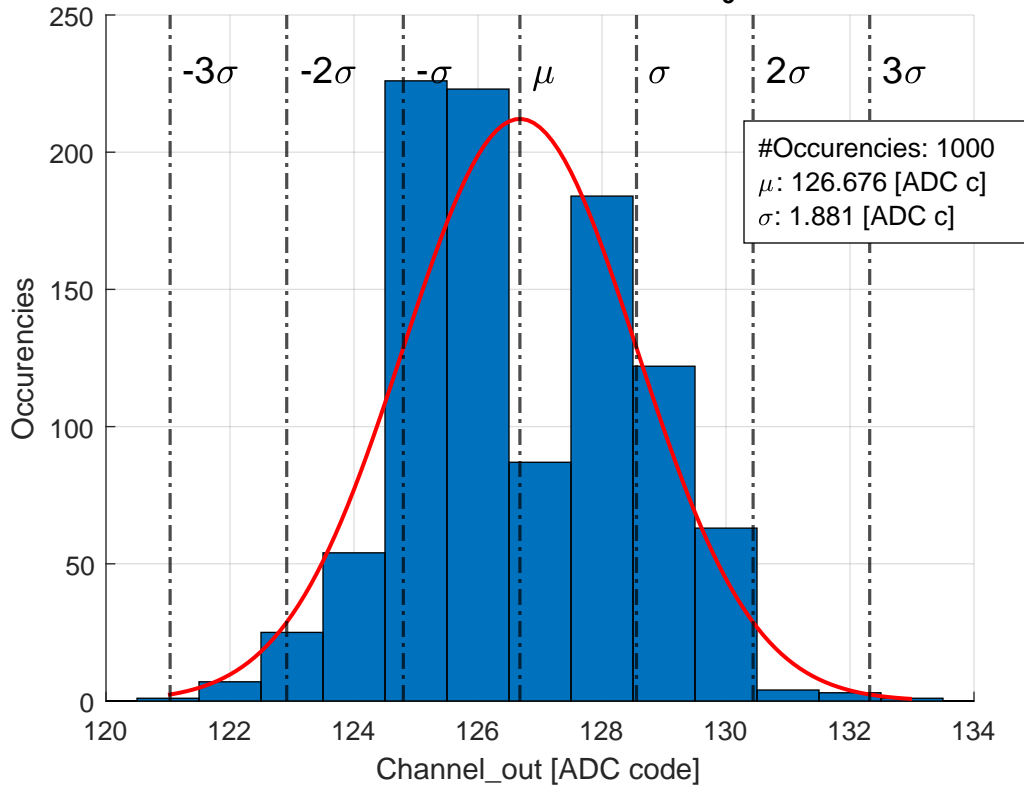 250
200
150
100
50
0
-3σ -2σ -σ μ σ 2σ 3σ
#Occurencies: 1000
μ: 126.676 [ADC c]
σ: 1.881 [ADC c]
Occurencies
120 122 124 126 128 130 132 134
Channel_out [ADC code]